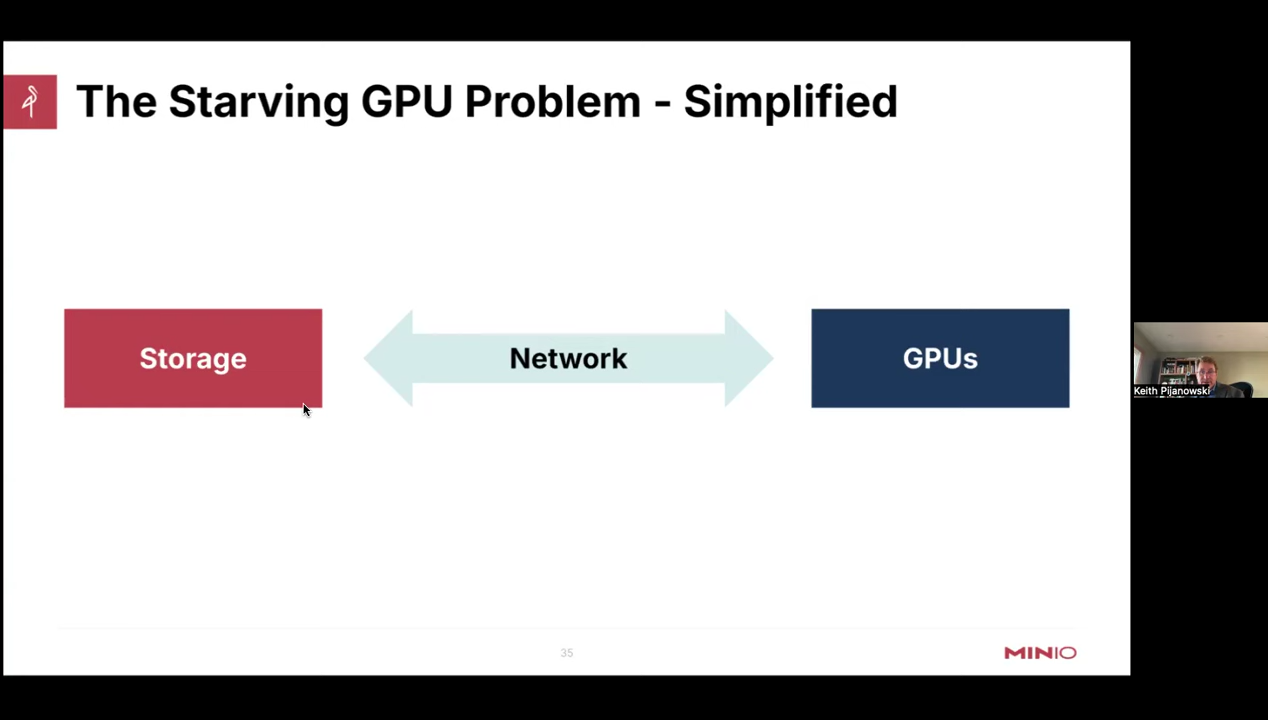 The Starving GPU Problem - Simplified
Storage
Network
GPUs
Keith Pijanowski
35
MINIO